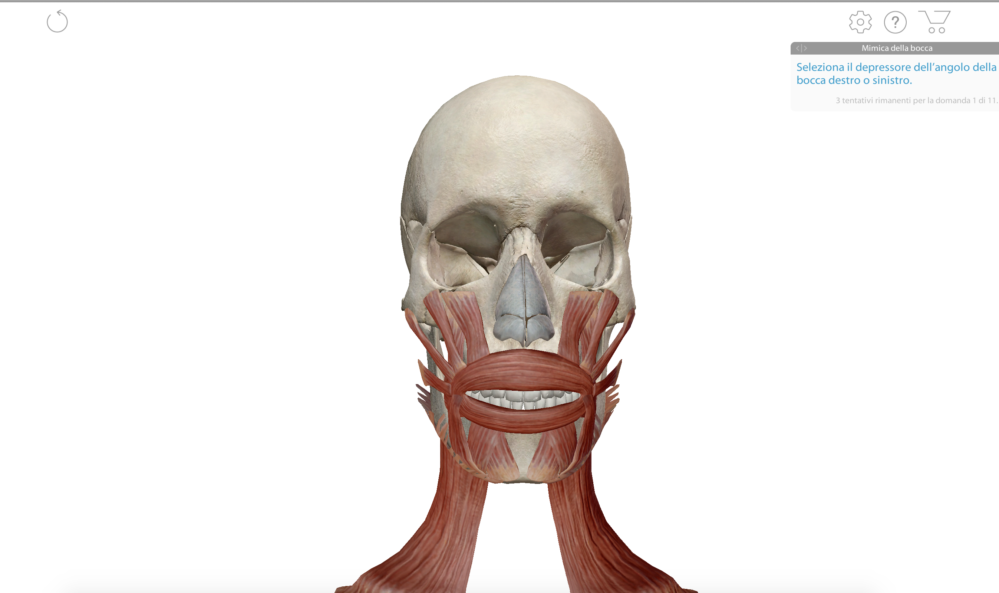 ?
Mimica della bocca
Seleziona il depressore dell’angolo della
bocca destro o sinistro.
3 tentativi rimanenti per la domanda 1 di 11.